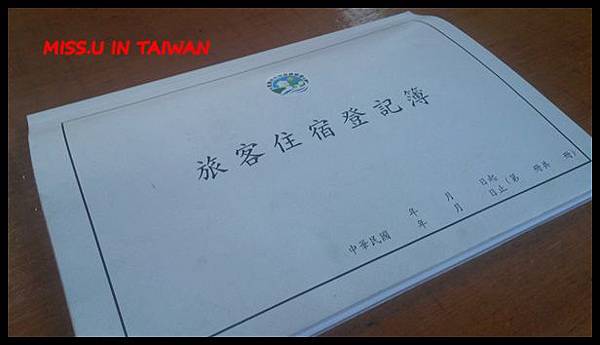 MISS.U IN TAIWAN
旅客住宿登記簿
中華民國 年 月 日起
年 月 日止(第 冊共 冊)